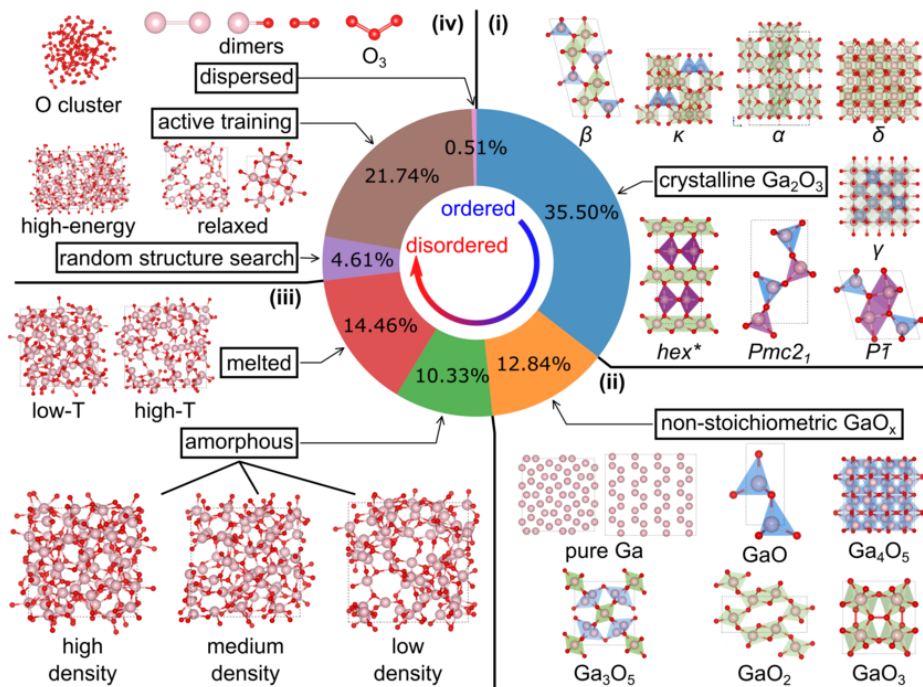 (iv)
(i)
dimers
O₃
O cluster
dispersed
β
κ
α
δ
active training
0.51%
21.74%
35.50%
crystalline Ga₂O₃
ordered
disordered
high-energy
relaxed
γ
random structure search
4.61%
(iii)
14.46%
12.84%
10.33%
hex*
Pmc2₁
P1̅
(ii)
melted
low-T
high-T
non-stoichiometric GaOₓ
amorphous
pure Ga
GaO
Ga₄O₅
high
density
medium
density
low
density
Ga₃O₅
GaO₂
GaO₃